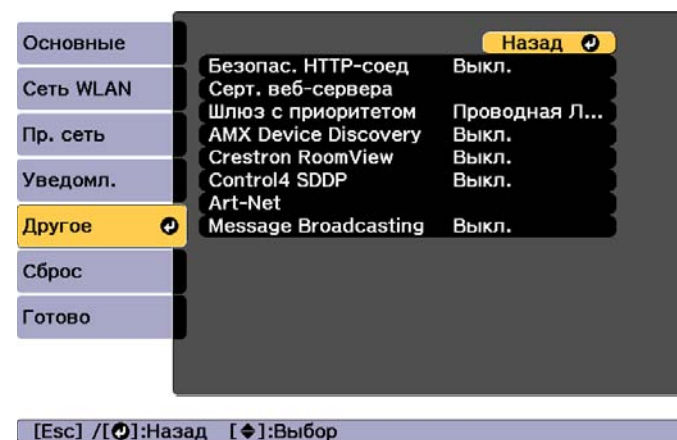 Основные
Сеть WLAN
Пр. сеть
Уведомл.
Другое
Сброс
Готово
Назад
Безопас. HTTP-соед Выкл.
Серт. веб-сервера
Шлюз с приоритетом Проводная Л...
AMX Device Discovery Выкл.
Crestron RoomView Выкл.
Control4 SDDP Выкл.
Art-Net
Message Broadcasting Выкл.
[Esc] /[ ]:Назад [ ]:Выбор